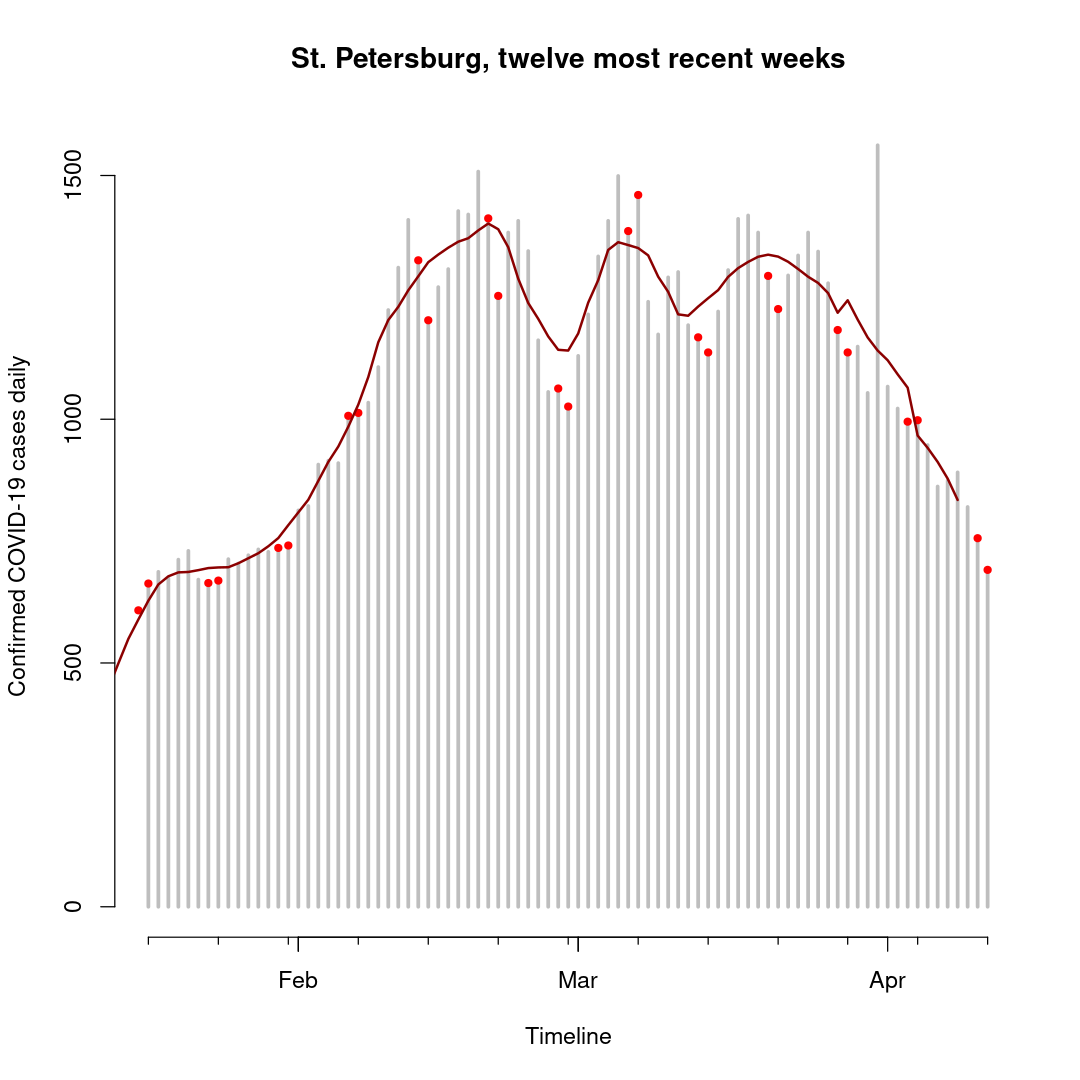 St. Petersburg, twelve most recent weeks
Confirmed COVID-19 cases daily
1500
1000
500
0
Feb Mar Apr
Timeline